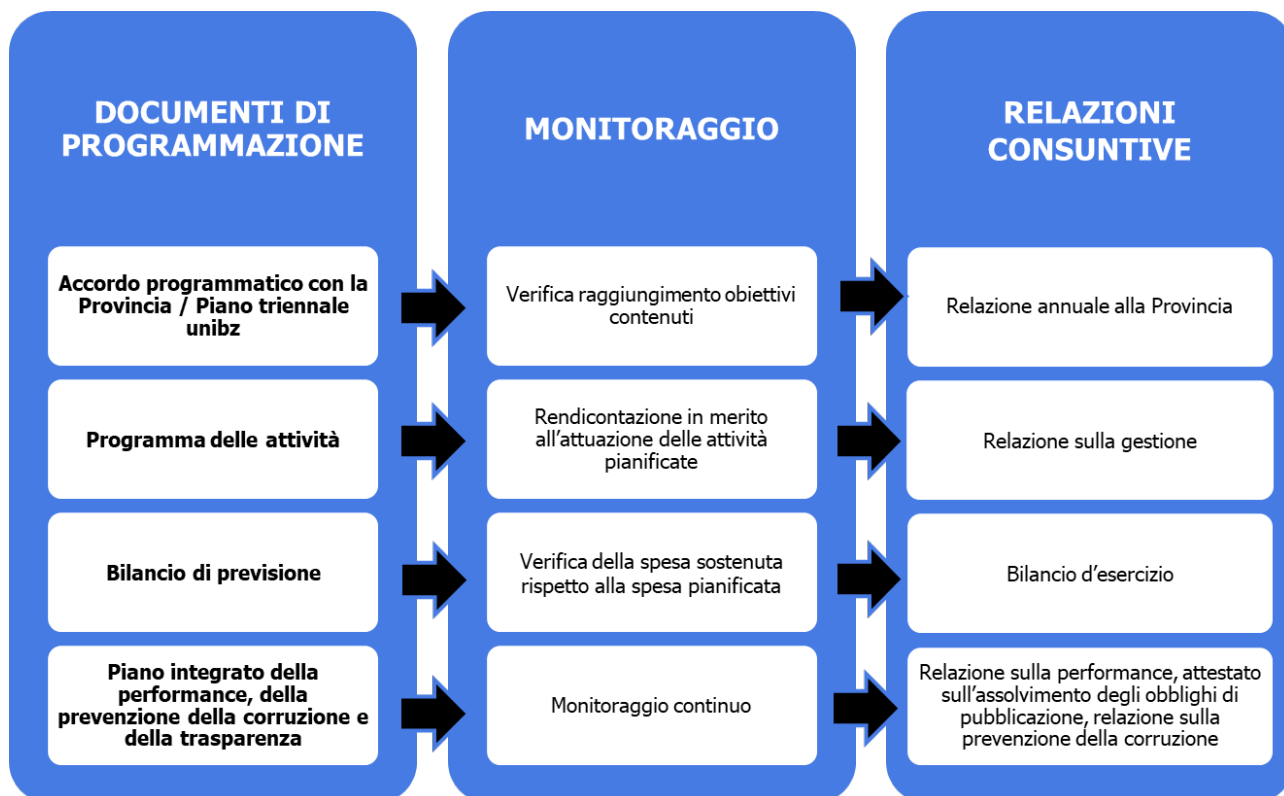 DOCUMENTI DI
PROGRAMMAZIONE
Accordo programmatico con la
Provincia / Piano triennale
unibz
Programma delle attività
Bilancio di previsione
Piano integrato della
performance, della
prevenzione della corruzione e
della trasparenza
MONITORAGGIO
Verifica raggiungimento obiettivi
contenuti
Rendicontazione in merito
all’attuazione delle attività
pianificate
Verifica della spesa sostenuta
rispetto alla spesa pianificata
Monitoraggio continuo
RELAZIONI
CONSUNTIVE
Relazione annuale alla Provincia
Relazione sulla gestione
Bilancio d’esercizio
Relazione sulla performance, attestato
sull’assolvimento degli obblighi di
pubblicazione, relazione sulla
prevenzione della corruzione